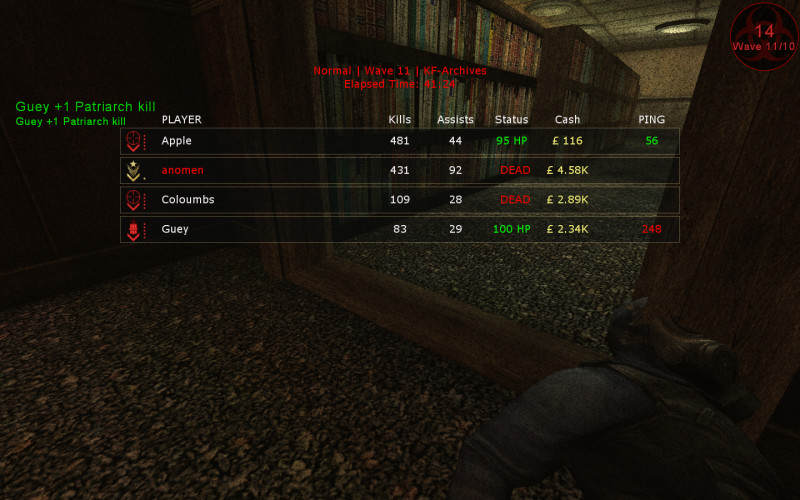 14
Wave 11/10
Normal | Wave 11 | KF-Archives
Elapsed Time: 41:24
Guey +1 Patriarch kill
Guey +1 Patriarch kill
PLAYER Kills Assists Status Cash PING
Apple 481 44 95 HP £ 116 56
anomen 431 92 DEAD £ 4.58K
Coloumbs 109 28 DEAD £ 2.89K
Guey 83 29 100 HP £ 2.34K 248